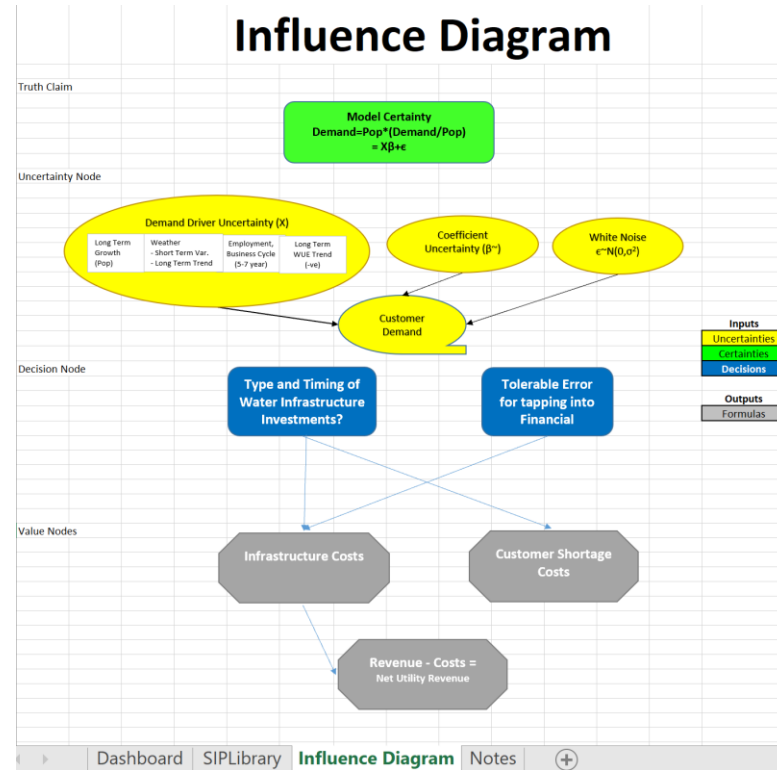 Influence Diagram
Truth Claim
Model Certainty
Demand=Pop*(Demand/Pop)
= Xβ+ϵ
Uncertainty Node
Demand Driver Uncertainty (X)
Long Term
Growth
(Pop)
Weather
- Short Term Var.
- Long Term Trend
Employment,
Business Cycle
(5-7 year)
Long Term
WUE Trend
(-ve)
Coefficient
Uncertainty (β~)
White Noise
ϵ~N(0,σ²)
Customer
Demand
Inputs
Uncertainties
Certainties
Decisions
Outputs
Formulas
Decision Node
Type and Timing of
Water Infrastructure
Investments?
Tolerable Error
for tapping into
Financial
Value Nodes
Infrastructure Costs
Customer Shortage
Costs
Revenue - Costs =
Net Utility Revenue
Dashboard
SIPLibrary
Influence Diagram
Notes